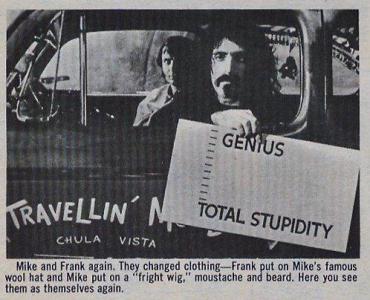 GENIUS
TOTAL STUPIDITY
TRAVELLIN' M
CHULA VISTA
Mike and Frank again. They changed clothing—Frank put on Mike's famous
wool hat and Mike put on a "fright wig," moustache and beard. Here you see
them as themselves again.